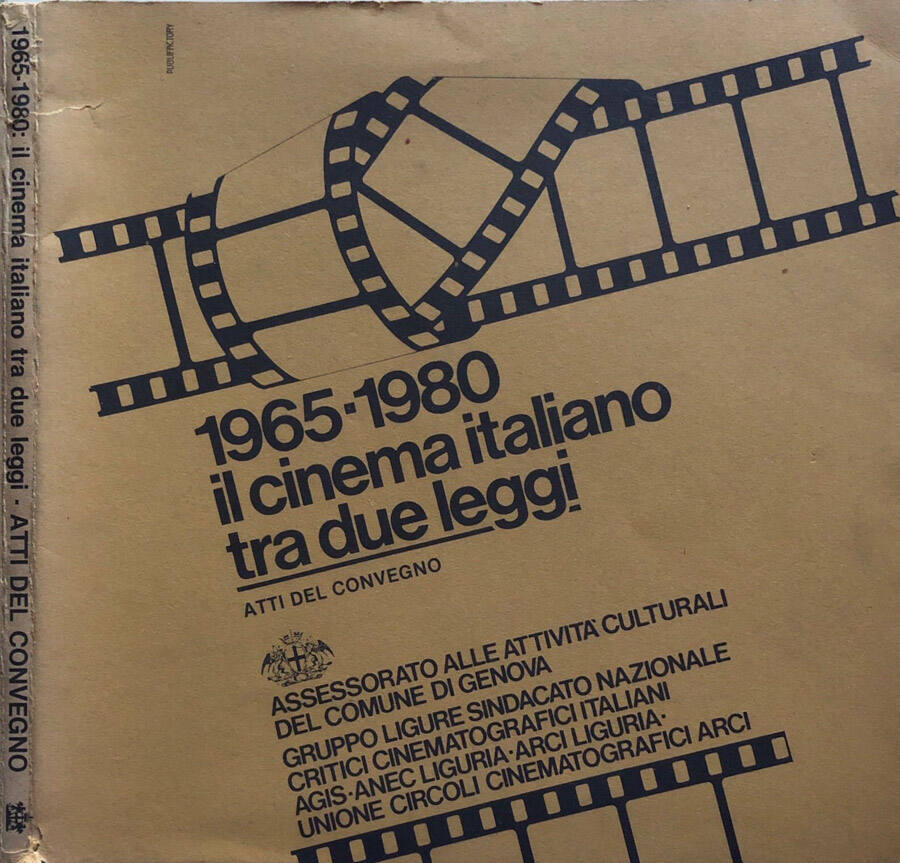 1965-1980: il cinema italiano tra due leggi - ATTI DEL CONVEGNO
1965·1980
il cinema italiano
tra due leggi
ATTI DEL CONVEGNO
ASSESSORATO ALLE ATTIVITA' CULTURALI
DEL COMUNE DI GENOVA
GRUPPO LIGURE SINDACATO NAZIONALE
CRITICI CINEMATOGRAFICI ITALIANI
AGIS·ANEC LIGURIA·ARCI LIGURIA·
UNIONE CIRCOLI CINEMATOGRAFICI ARCI